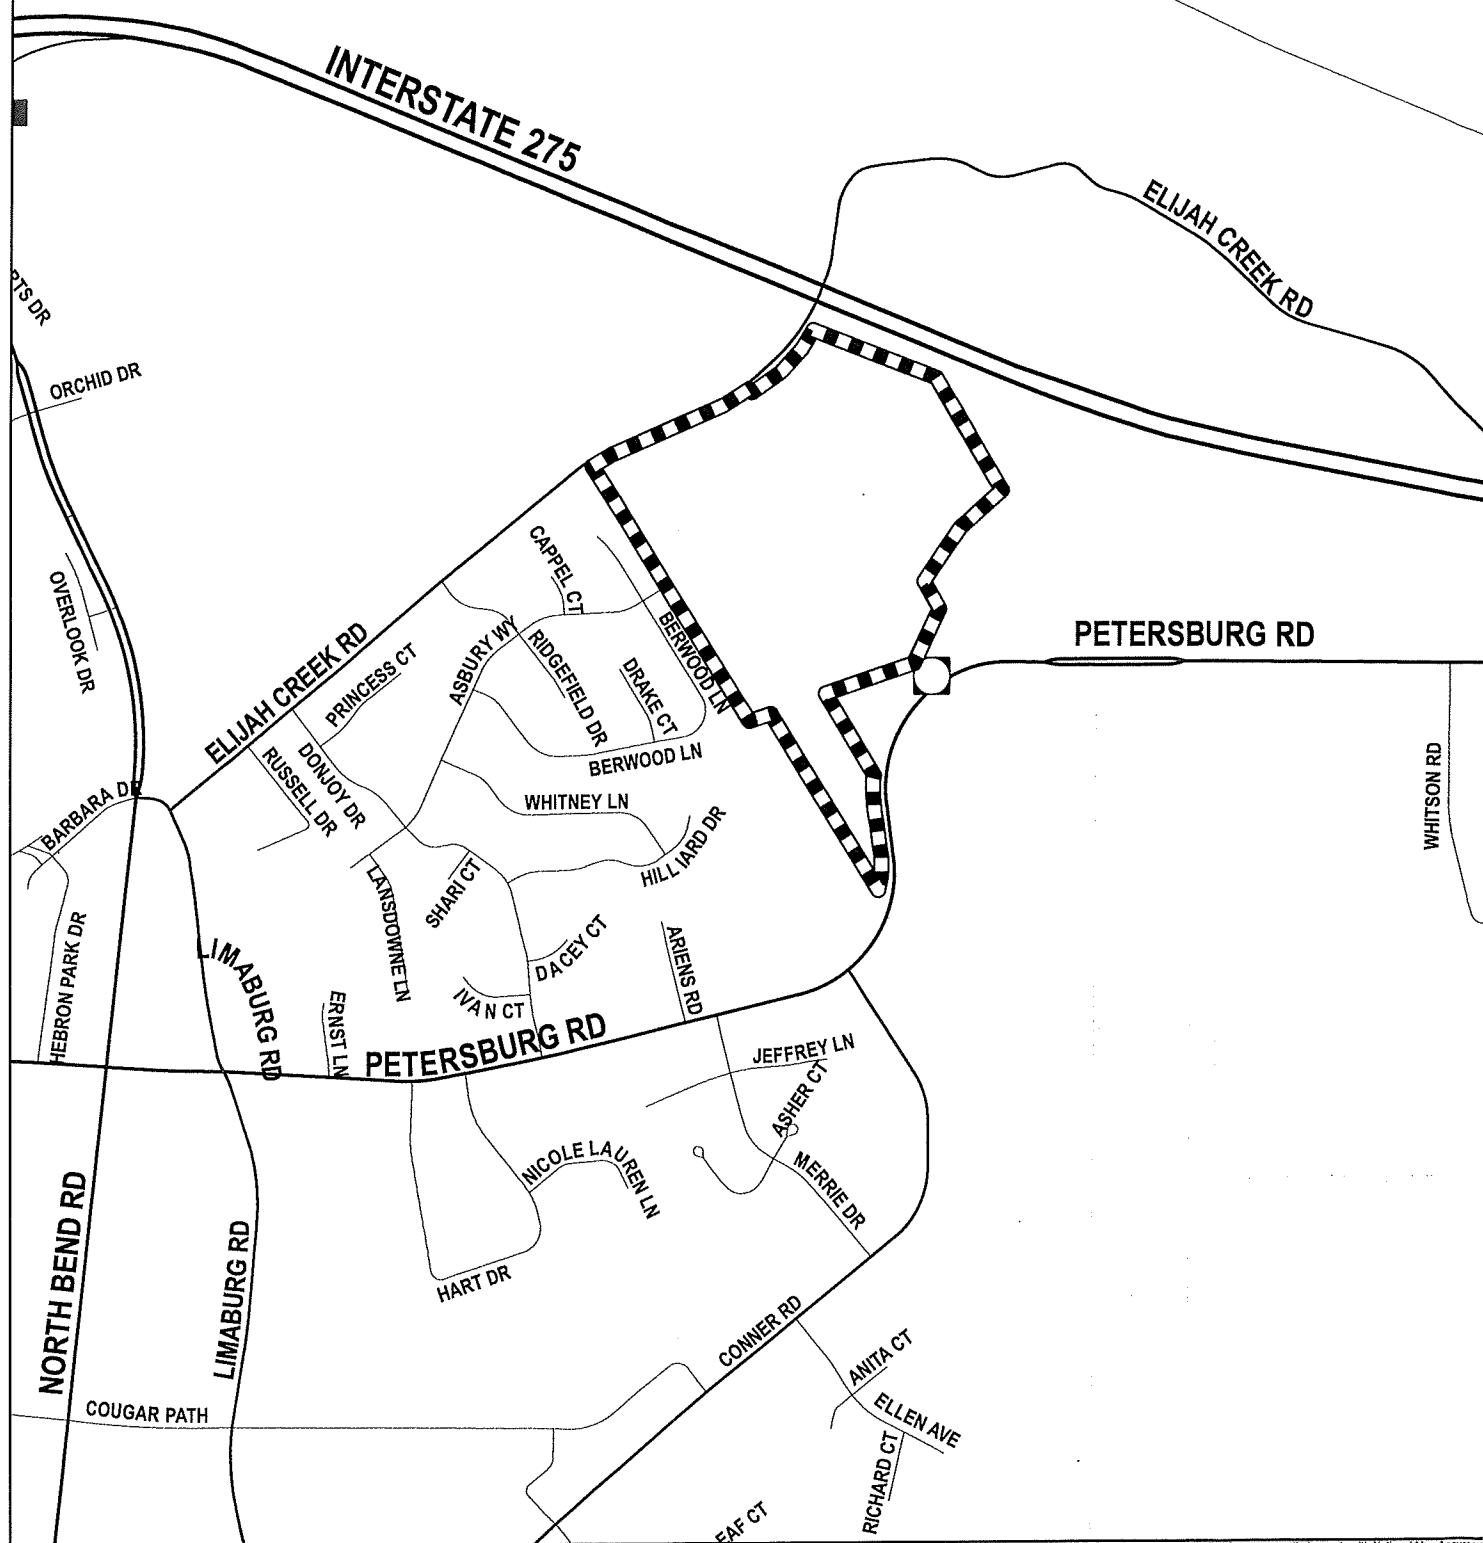 INTERSTATE 275
ELIJAH CREEK RD
RTS DR
ORCHID DR
CAPPEL CT
OVERLOOK DR
BERWOOD LN
ASBURY WY
RIDGEFIELD DR
PETERSBURG RD
ELIJAH CREEK RD
PRINCESS CT
DRAKE CT
BERWOOD LN
DONJOY DR
RUSSELL DR
WHITSON RD
BARBARA DR
WHITNEY LN
HILLIARD DR
SHARI CT
LANSDOWNE LN
HEBRON PARK DR
LIMABURG RD
DACEY CT
ARIENS RD
IVAN CT
ERNST LN
PETERSBURG RD
JEFFREY LN
ASHER CT
NICOLE LAUREN LN
MERRIE DR
NORTH BEND RD
LIMABURG RD
HART DR
CONNER RD
ANITA CT
COUGAR PATH
ELLEN AVE
RICHARD CT
EAF CT